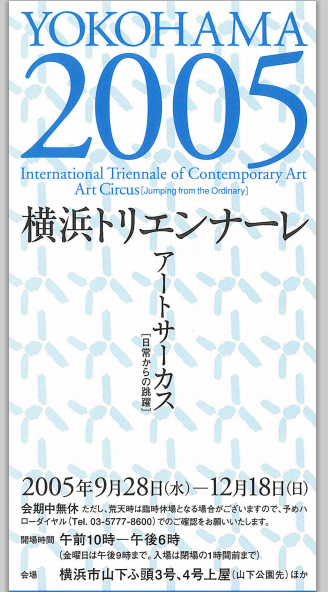 YOKOHAMA
2005
International Triennale of Contemporary Art
Art Circus [Jumping from the Ordinary]
横浜トリエンナーレ
アートサーカス
[日常からの跳躍]
2005年9月28日(水)―12月18日(日)
会期中無休 ただし、荒天時は臨時休場となる場合がございますので、予めハ
ローダイヤル(Tel. 03-5777-8600)でのご確認をお願いいたします。
開場時間 午前10時―午後6時
(金曜日は午後9時まで。入場は閉場の1時間前まで)
会場 横浜市山下ふ頭3号、4号上屋(山下公園先)ほか